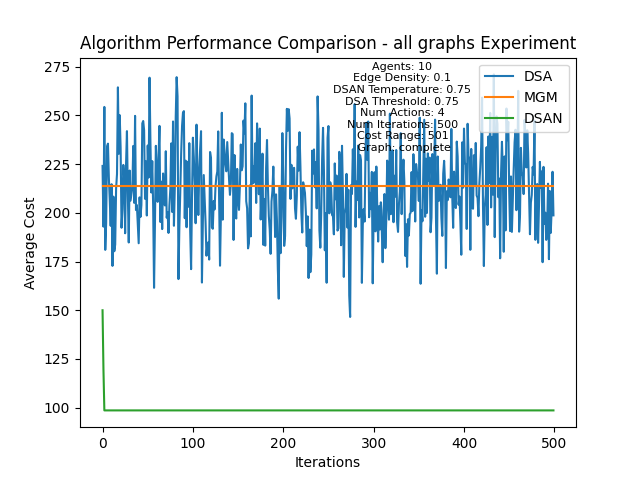 Algorithm Performance Comparison - all graphs Experiment
Agents: 10
Edge Density: 0.1
DSAN Temperature: 0.75
DSA Threshold: 0.75
Num Actions: 4
Num Iterations: 500
Cost Range: 501
Graph: complete
DSA
MGM
DSAN
Average Cost
275
250
225
200
175
150
125
100
0
100
200
300
400
500
Iterations